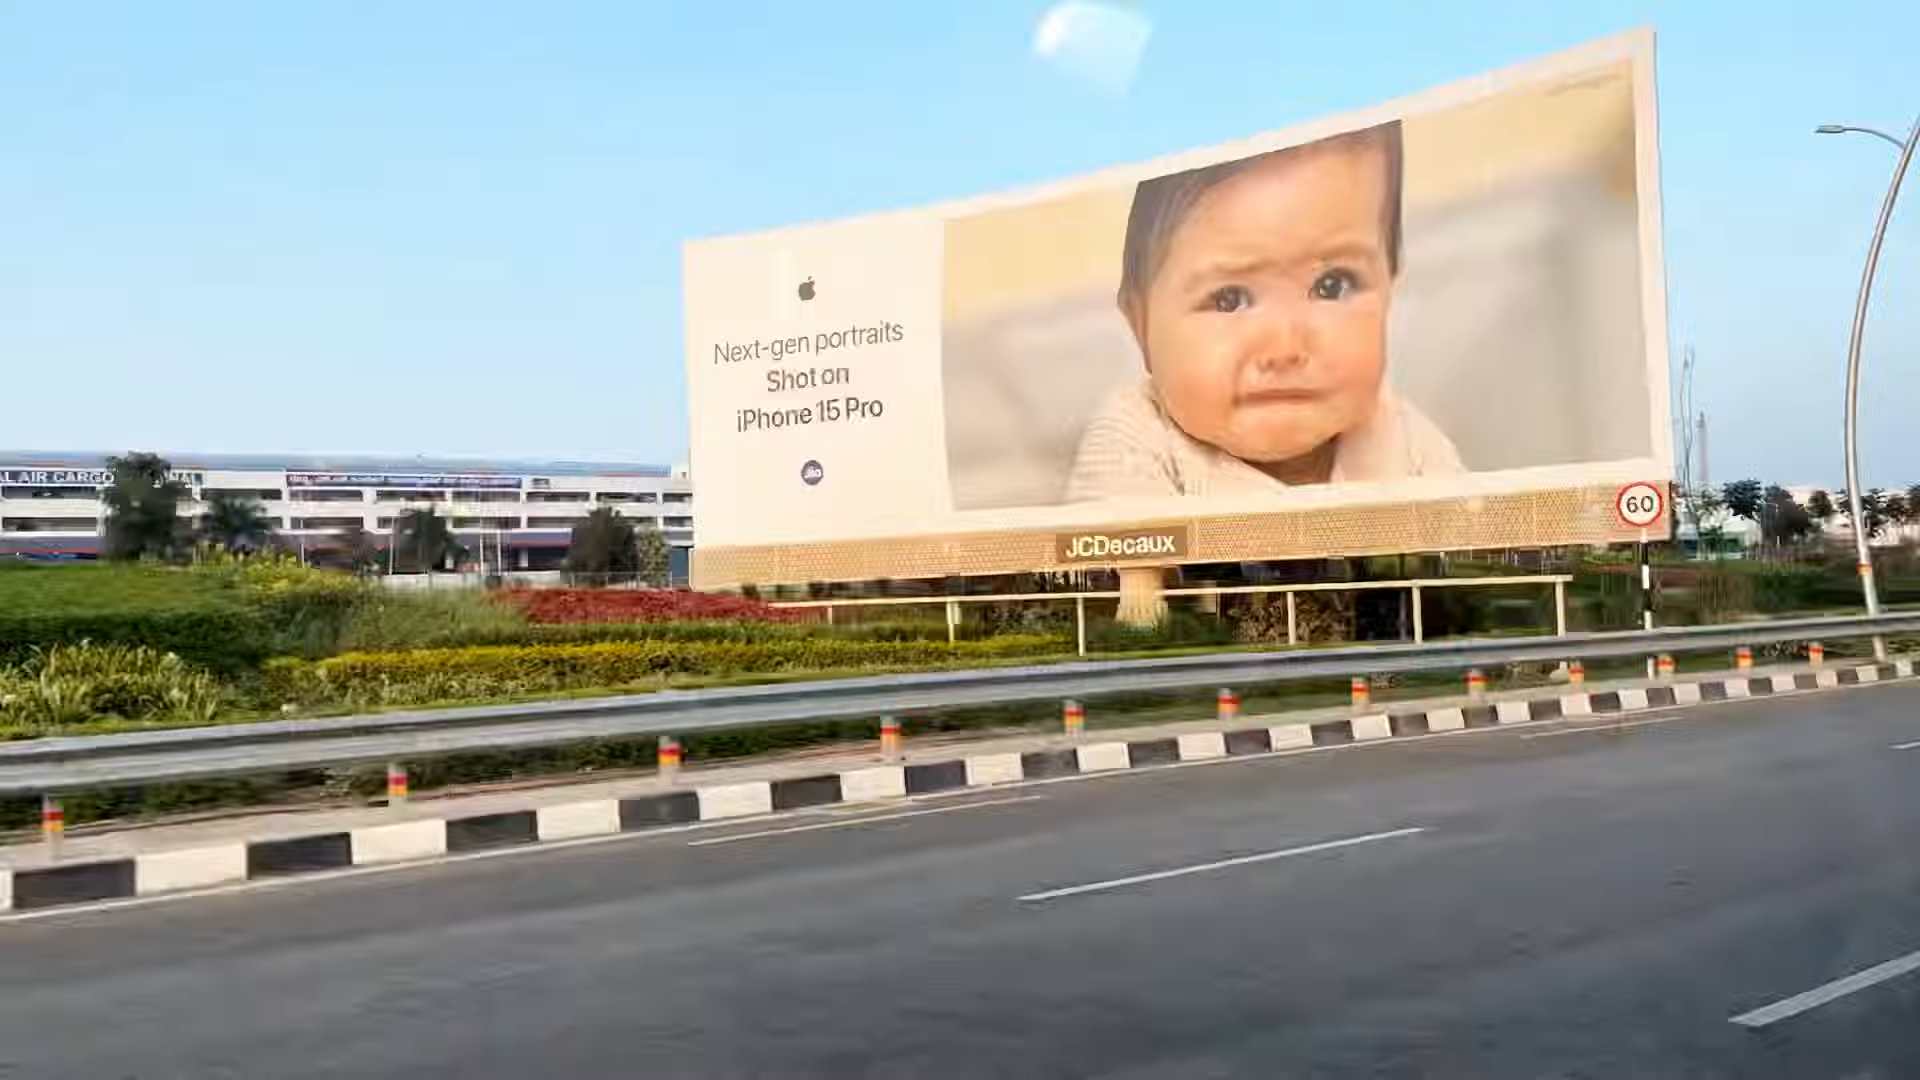 Next-gen portraits
Shot on
iPhone 15 Pro
Jio
JCDecaux
60
AIR CARGO